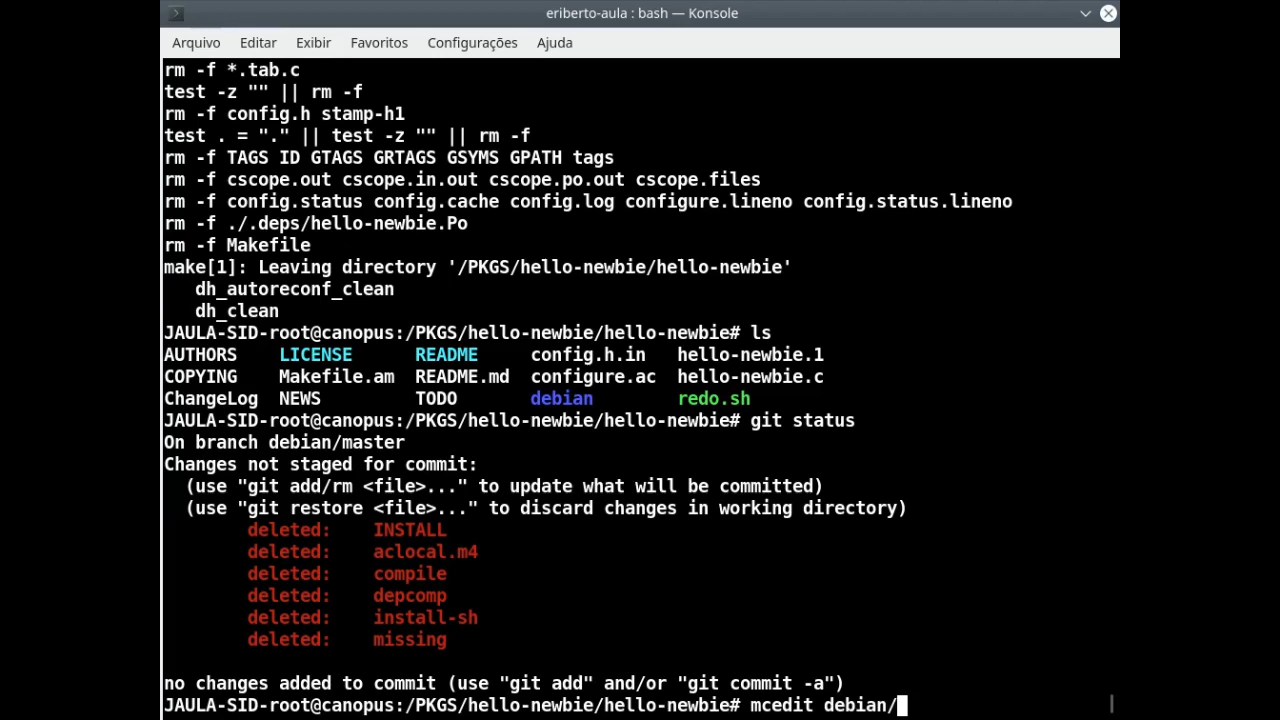 eriberto-aula : bash — Konsole
Arquivo Editar Exibir Favoritos Configurações Ajuda
rm -f *.tab.c
test -z "" || rm -f
rm -f config.h stamp-h1
test . = "." || test -z "" || rm -f
rm -f TAGS ID GTAGS GRTAGS GSYMS GPATH tags
rm -f cscope.out cscope.in.out cscope.po.out cscope.files
rm -f config.status config.cache config.log configure.lineno config.status.lineno
rm -f ./.deps/hello-newbie.Po
rm -f Makefile
make[1]: Leaving directory '/PKGS/hello-newbie/hello-newbie'
   dh_autoreconf_clean
   dh_clean
JAULA-SID-root@canopus:/PKGS/hello-newbie/hello-newbie# ls
AUTHORS    LICENSE      README     config.h.in   hello-newbie.1
COPYING    Makefile.am  README.md  configure.ac  hello-newbie.c
ChangeLog  NEWS         TODO       debian        redo.sh
JAULA-SID-root@canopus:/PKGS/hello-newbie/hello-newbie# git status
On branch debian/master
Changes not staged for commit:
  (use "git add/rm <file>..." to update what will be committed)
  (use "git restore <file>..." to discard changes in working directory)
        deleted:    INSTALL
        deleted:    aclocal.m4
        deleted:    compile
        deleted:    depcomp
        deleted:    install-sh
        deleted:    missing
no changes added to commit (use "git add" and/or "git commit -a")
JAULA-SID-root@canopus:/PKGS/hello-newbie/hello-newbie# mcedit debian/